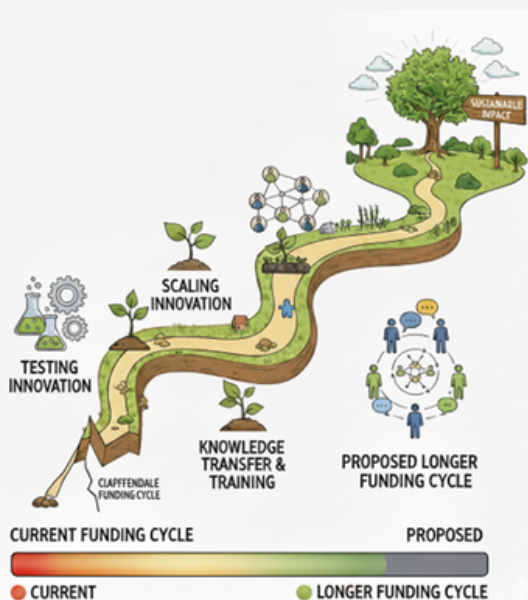 SUSTAINABLE
IMPACT
SCALING
INNOVATION
TESTING
INNOVATION
KNOWLEDGE
TRANSFER &
TRAINING
PROPOSED LONGER
FUNDING CYCLE
CLAPFFENDALE
FUNDING CYCLE
CURRENT FUNDING CYCLE
PROPOSED
CURRENT
LONGER FUNDING CYCLE